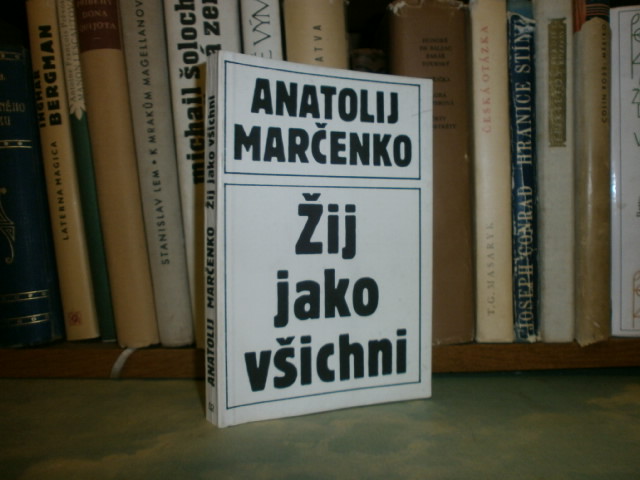 ANATOLIJ
MARČENKO
Žij
jako
všichni
ANATOLIJ MARČENKO Žij jako všichni
INGMAR
BERGMAN
LATERNA MAGICA
STANISLAV LEM • K MRAKŮM MAGELLANOVÝM
michail šoloch
T. G. MASARYK
ČESKÁ OTÁZKA
JOSEPH CONRAD
HRANICE STÍNU